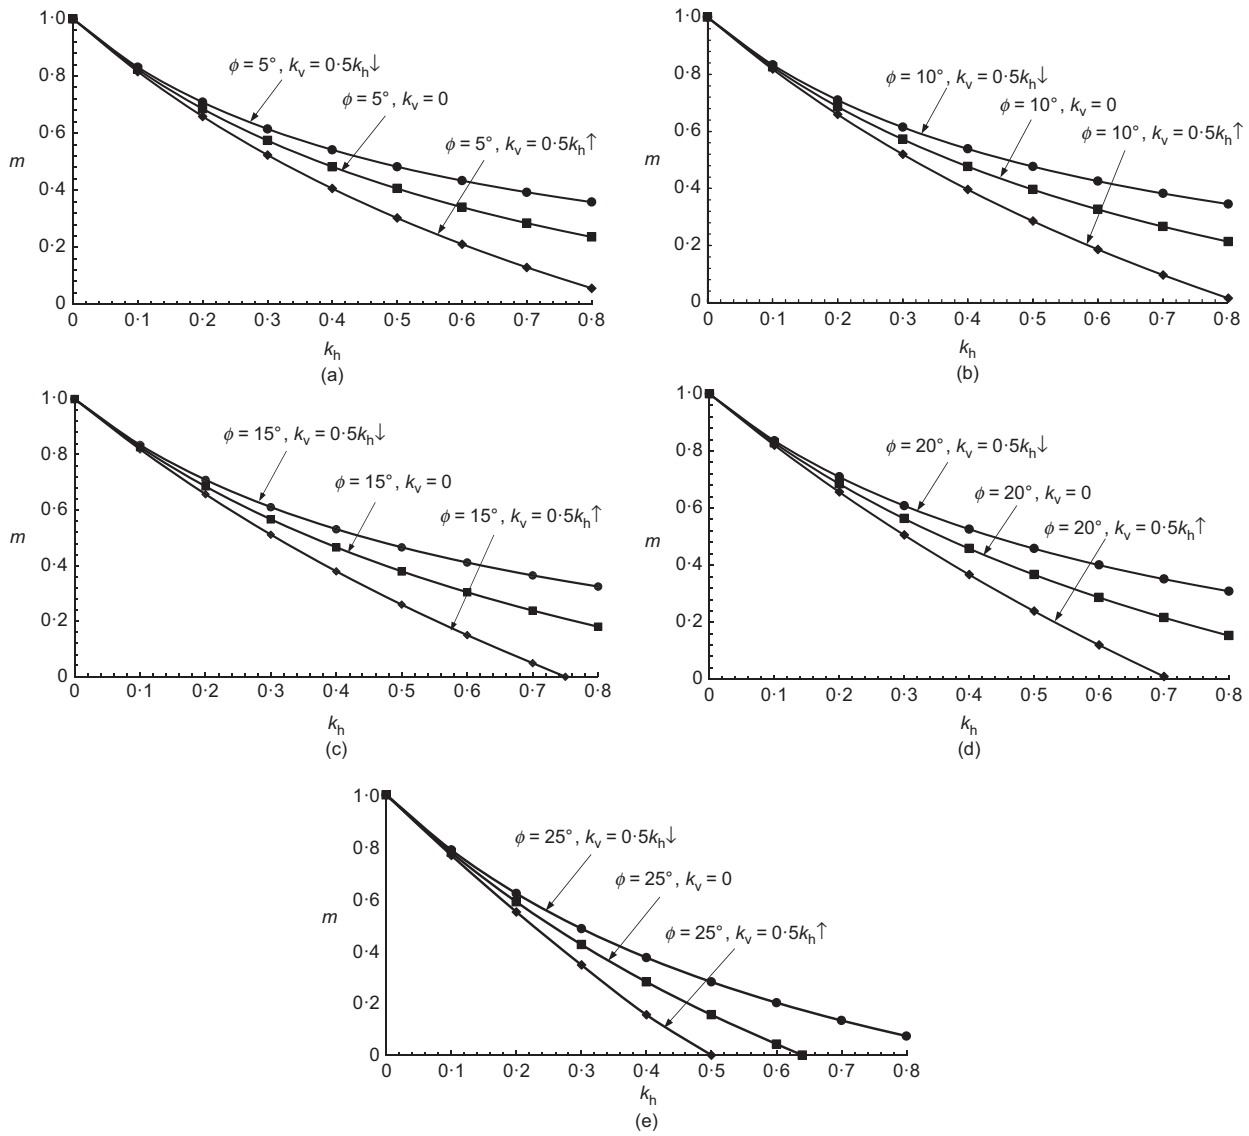 1·0
0·8
0·6
0·4
0·2
0
m
ϕ = 5°, kv = 0·5kh↓
ϕ = 5°, kv = 0
ϕ = 5°, kv = 0·5kh↑
0 0·1 0·2 0·3 0·4 0·5 0·6 0·7 0·8
kh
(a)
1·0
0·8
0·6
0·4
0·2
0
m
ϕ = 10°, kv = 0·5kh↓
ϕ = 10°, kv = 0
ϕ = 10°, kv = 0·5kh↑
0 0·1 0·2 0·3 0·4 0·5 0·6 0·7 0·8
kh
(b)
1·0
0·8
0·6
0·4
0·2
0
m
ϕ = 15°, kv = 0·5kh↓
ϕ = 15°, kv = 0
ϕ = 15°, kv = 0·5kh↑
0 0·1 0·2 0·3 0·4 0·5 0·6 0·7 0·8
kh
(c)
1·0
0·8
0·6
0·4
0·2
0
m
ϕ = 20°, kv = 0·5kh↓
ϕ = 20°, kv = 0
ϕ = 20°, kv = 0·5kh↑
0 0·1 0·2 0·3 0·4 0·5 0·6 0·7 0·8
kh
(d)
1·0
0·8
0·6
0·4
0·2
0
m
ϕ = 25°, kv = 0·5kh↓
ϕ = 25°, kv = 0
ϕ = 25°, kv = 0·5kh↑
0 0·1 0·2 0·3 0·4 0·5 0·6 0·7 0·8
kh
(e)